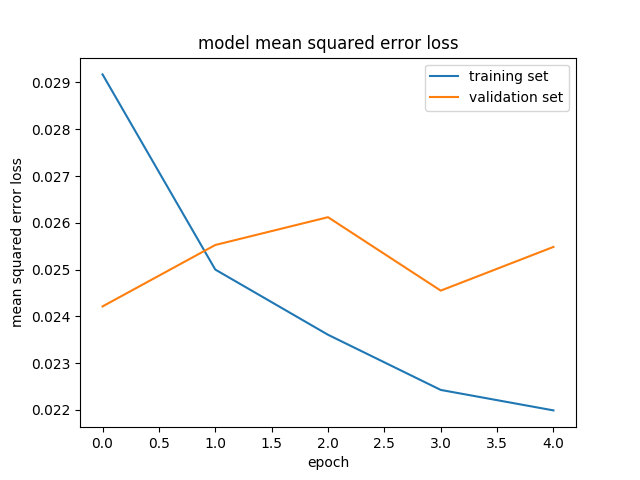 model mean squared error loss
training set
validation set
0.029
0.028
0.027
0.026
0.025
0.024
0.023
0.022
mean squared error loss
0.0 0.5 1.0 1.5 2.0 2.5 3.0 3.5 4.0
epoch